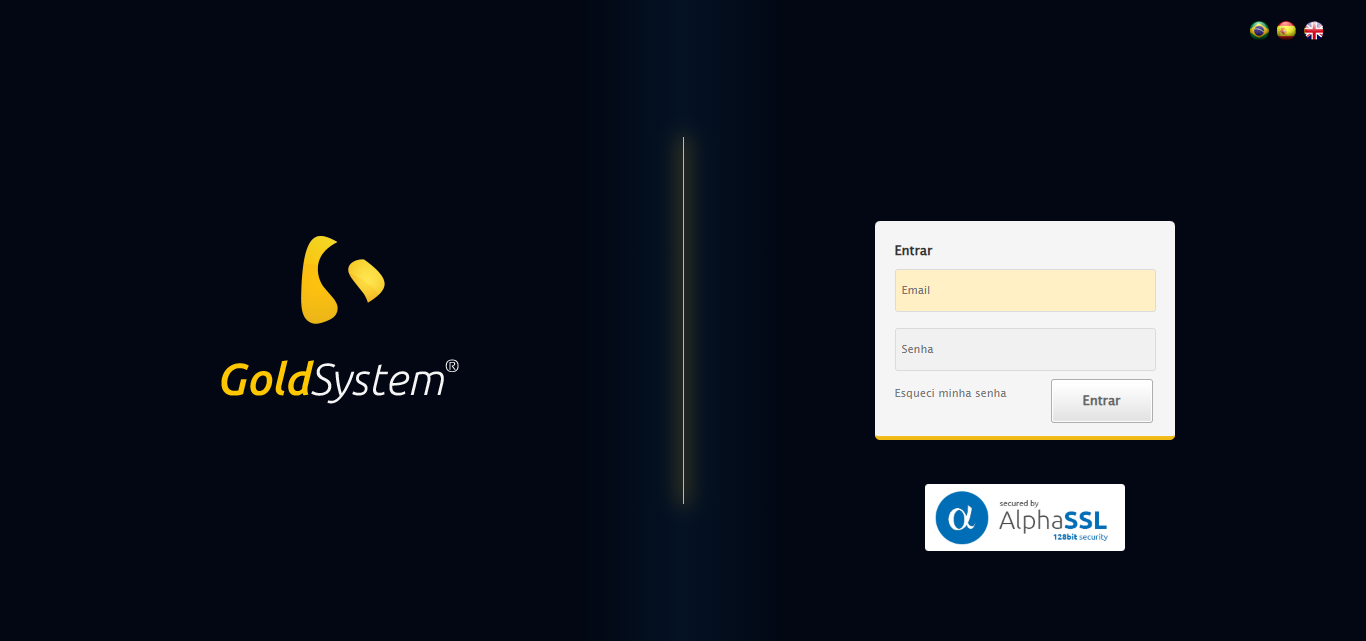 GoldSystem®
Entrar
Email
Senha
Esqueci minha senha
Entrar
secured by
AlphaSSL
128bit security